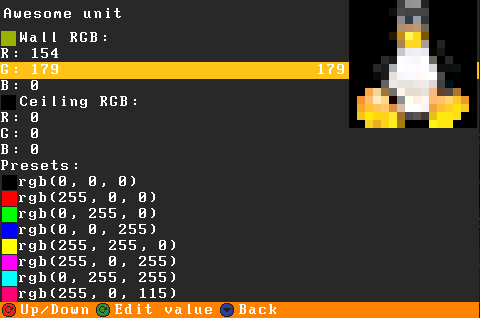 Awesome unit
Wall RGB:
R: 154
G: 179 179
B: 0
Ceiling RGB:
R: 0
G: 0
B: 0
Presets:
rgb(0, 0, 0)
rgb(255, 0, 0)
rgb(0, 255, 0)
rgb(0, 0, 255)
rgb(255, 255, 0)
rgb(255, 0, 255)
rgb(0, 255, 255)
rgb(255, 0, 115)
Up/Down Edit value Back